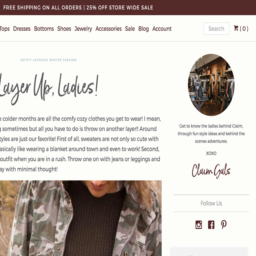 FREE SHIPPING ON ALL ORDERS | 25% OFF STORE WIDE SALE
Tops Dresses Bottoms Shoes Jewelry Accessories Sale Blog Account
Search
(0)
Layer Up, Ladies!
e colder months are all the comfy clothes you get to wear! I mean,
g sometimes but all you have to do is throw on another layer!! Around
tyles are just our favorite! First of all, sweaters are not only so cute with
basically like wearing a blanket around town and even to work! Second,
outfit when you are in a rush. Throw one on with jeans or leggings and
ay with minimal thought!
Get to know the ladies behind Claim,
through fun style ideas and behind the
scenes adventures.
XOXO
Claim Gals
Follow Us